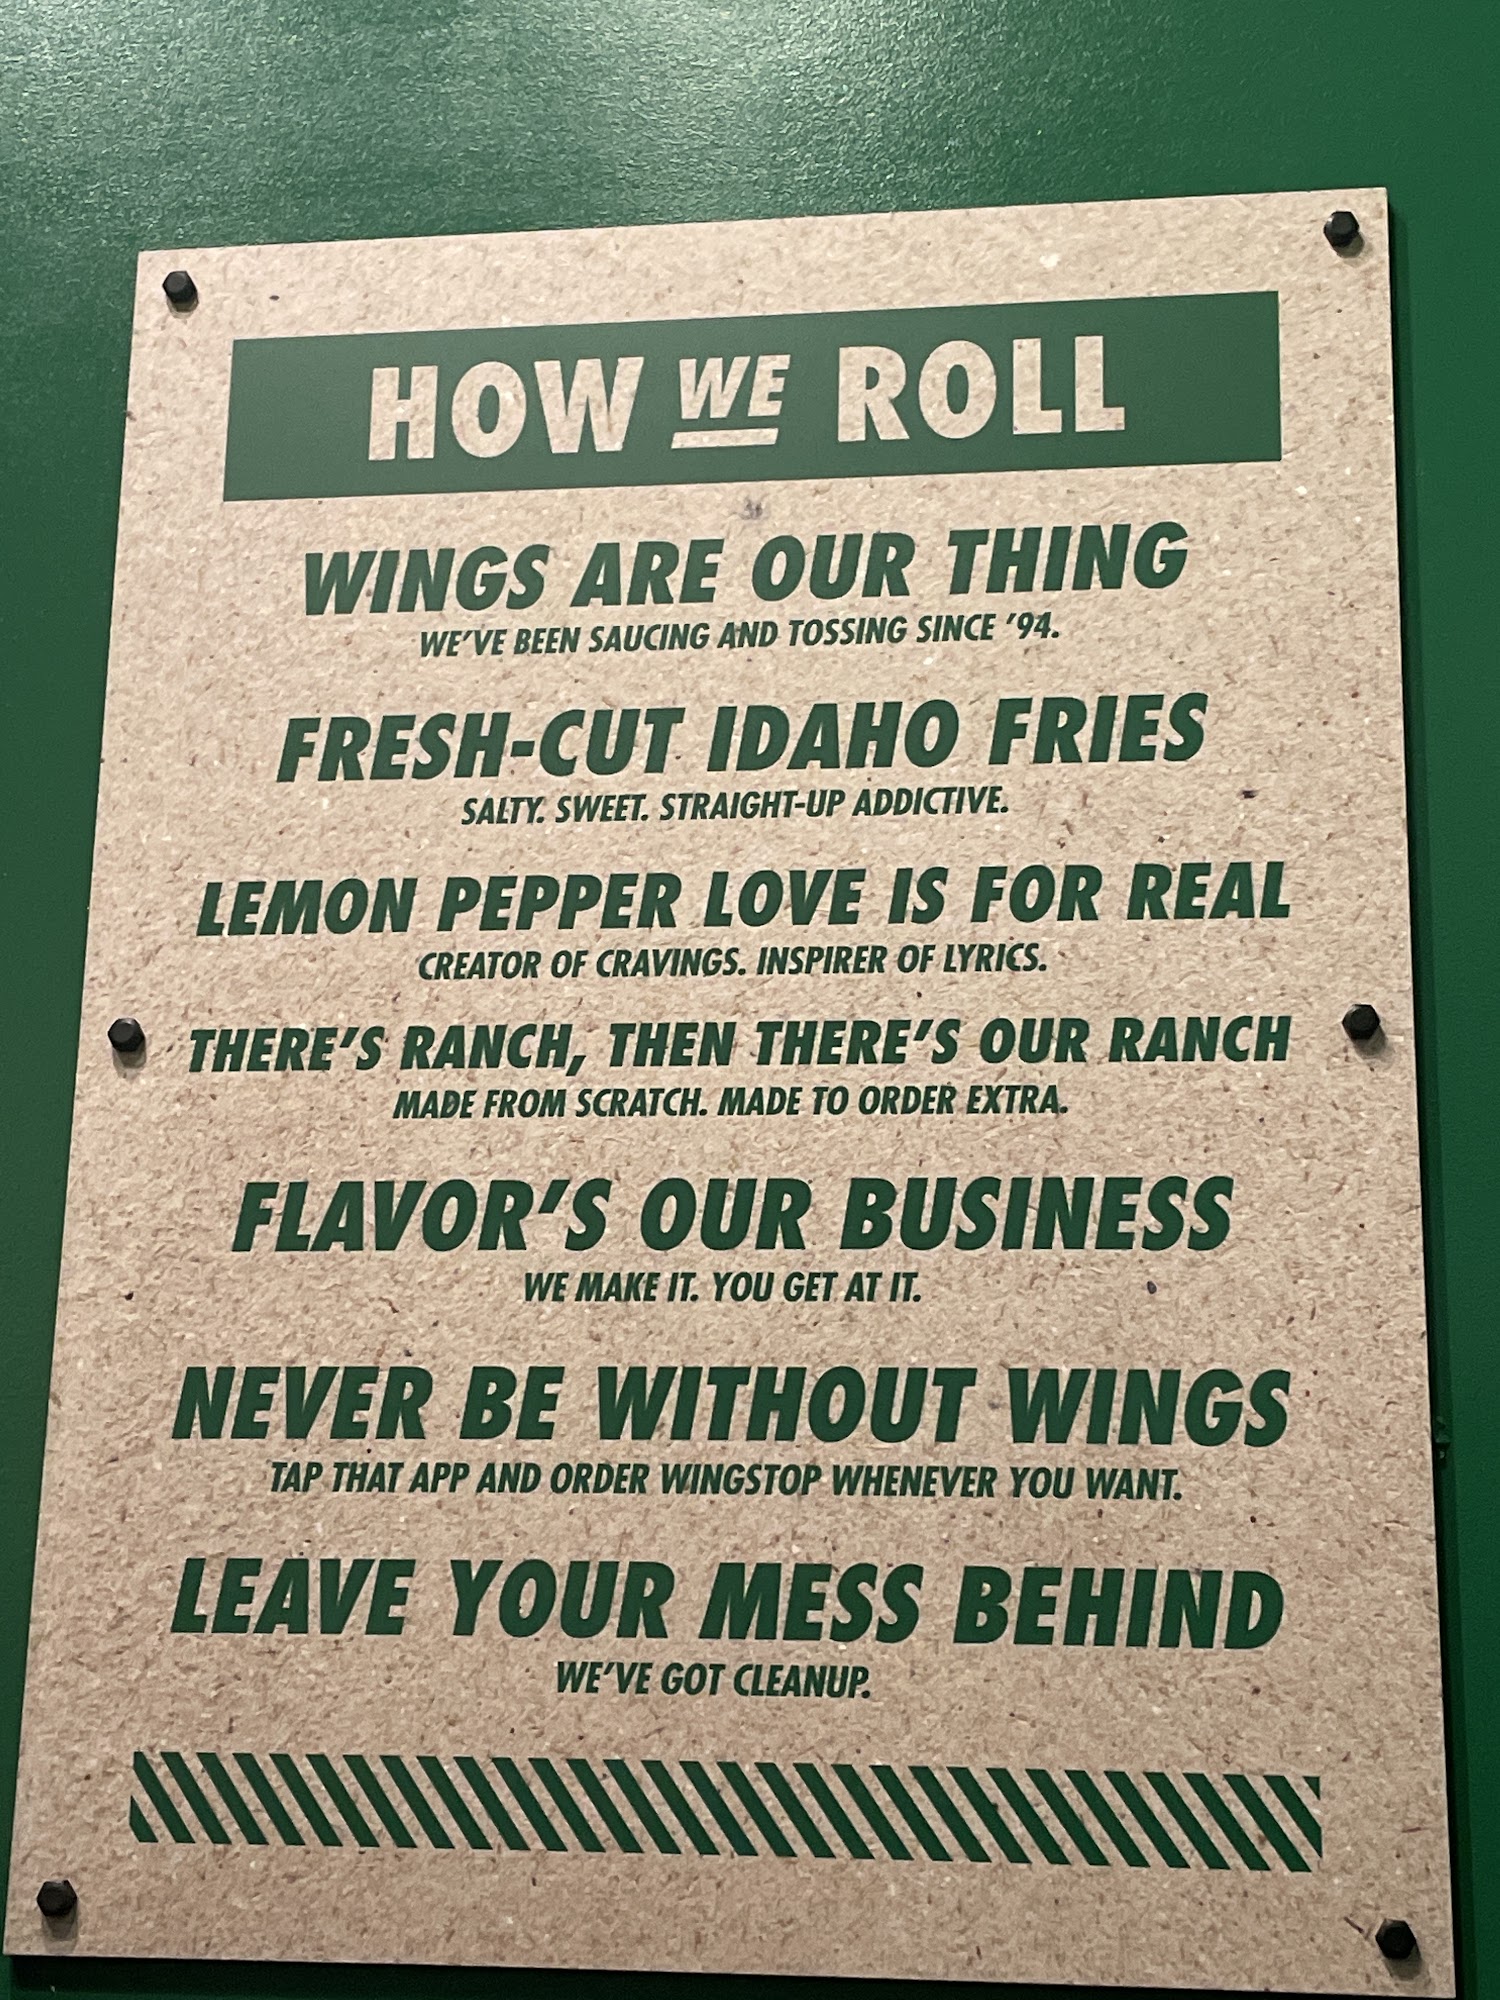 HOW WE ROLL
WINGS ARE OUR THING
WE'VE BEEN SAUCING AND TOSSING SINCE '94.
FRESH-CUT IDAHO FRIES
SALTY. SWEET. STRAIGHT-UP ADDICTIVE.
LEMON PEPPER LOVE IS FOR REAL
CREATOR OF CRAVINGS. INSPIRER OF LYRICS.
THERE'S RANCH, THEN THERE'S OUR RANCH
MADE FROM SCRATCH. MADE TO ORDER EXTRA.
FLAVOR'S OUR BUSINESS
WE MAKE IT. YOU GET AT IT.
NEVER BE WITHOUT WINGS
TAP THAT APP AND ORDER WINGSTOP WHENEVER YOU WANT.
LEAVE YOUR MESS BEHIND
WE'VE GOT CLEANUP.